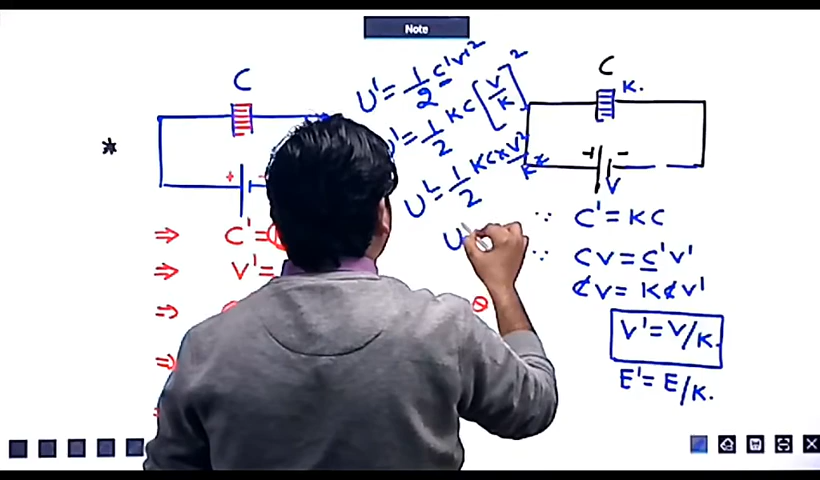 Note
C
*
+
⇒ C' =
⇒ V' =
⇒
⇒
U' = 1/2 C' V'^2
' = 1/2 KC [V/K]^2
U' = 1/2 KC × V^2/K^2
U
⊗
C
K.
+ -
V
∵ C' = KC
∵ CV = C'V'
CV = KCV'
V' = V/K.
E' = E/K.